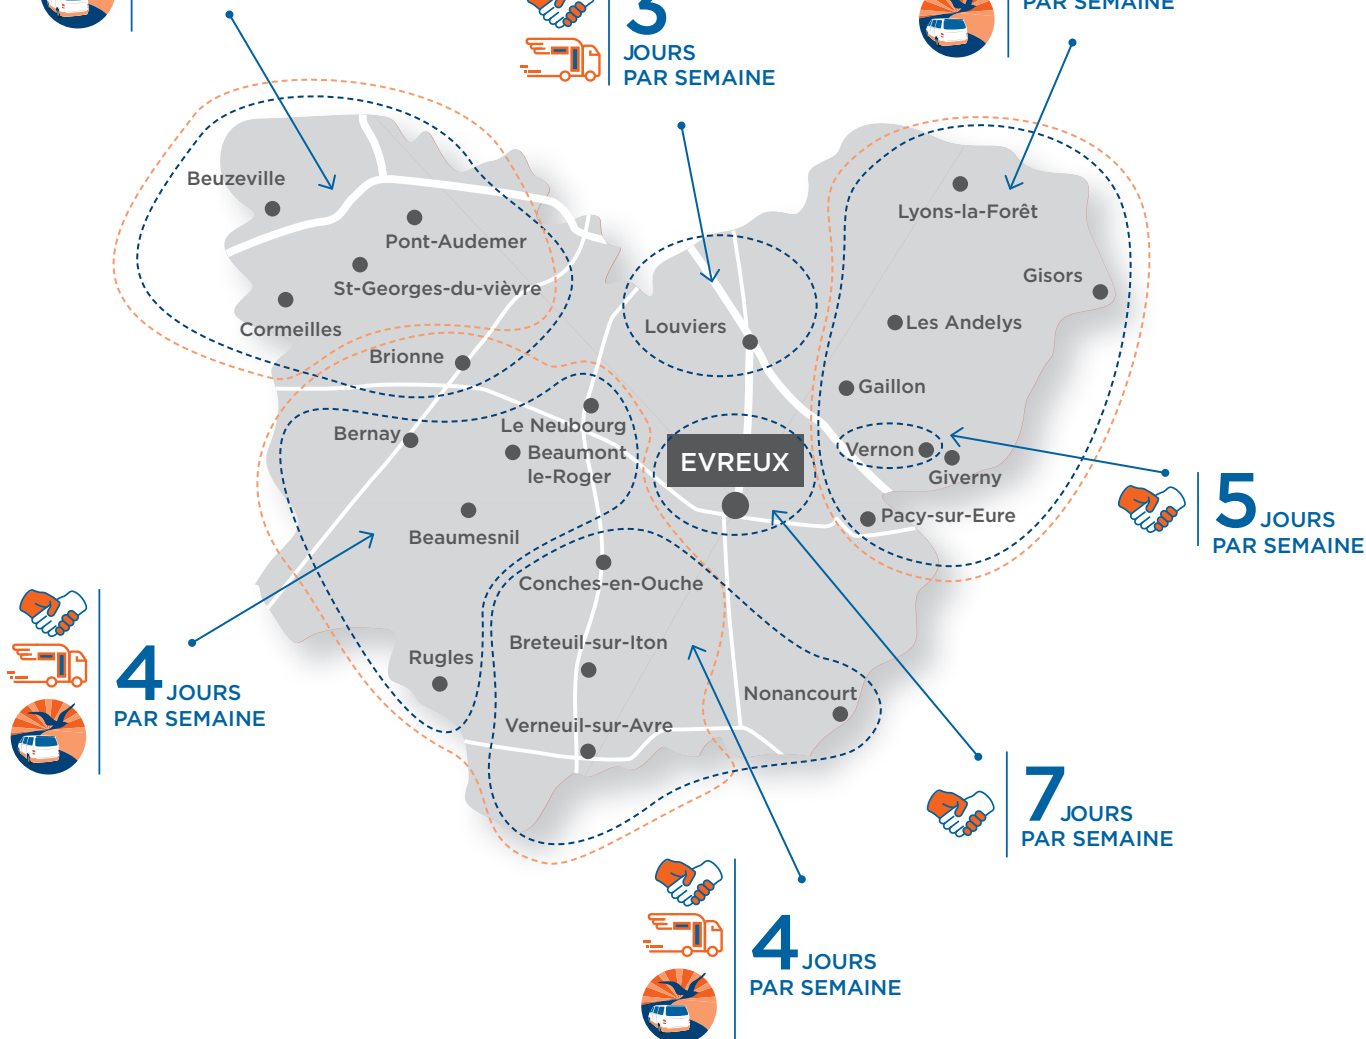 PAR SEMAINE
3
JOURS
PAR SEMAINE
Beuzeville
Lyons-la-Forêt
Pont-Audemer
St-Georges-du-vièvre
Gisors
Cormeilles
Louviers
Les Andelys
Brionne
Gaillon
Le Neubourg
Bernay
Beaumont
le-Roger
EVREUX
Vernon
Giverny
5 JOURS
PAR SEMAINE
Pacy-sur-Eure
Beaumesnil
Conches-en-Ouche
Breteuil-sur-Iton
Rugles
4 JOURS
PAR SEMAINE
Nonancourt
Verneuil-sur-Avre
7 JOURS
PAR SEMAINE
4 JOURS
PAR SEMAINE